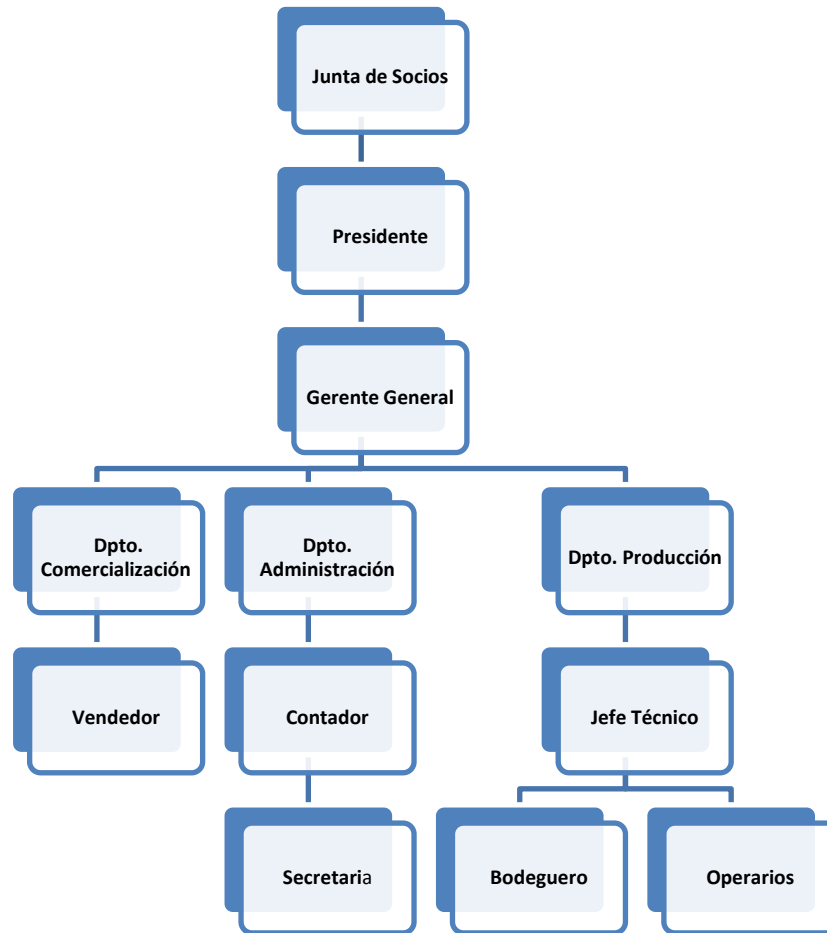 Junta de Socios
Presidente
Gerente General
Dpto.
Comercialización
Dpto.
Administración
Dpto. Producción
Vendedor
Contador
Jefe Técnico
Secretaria
Bodeguero
Operarios